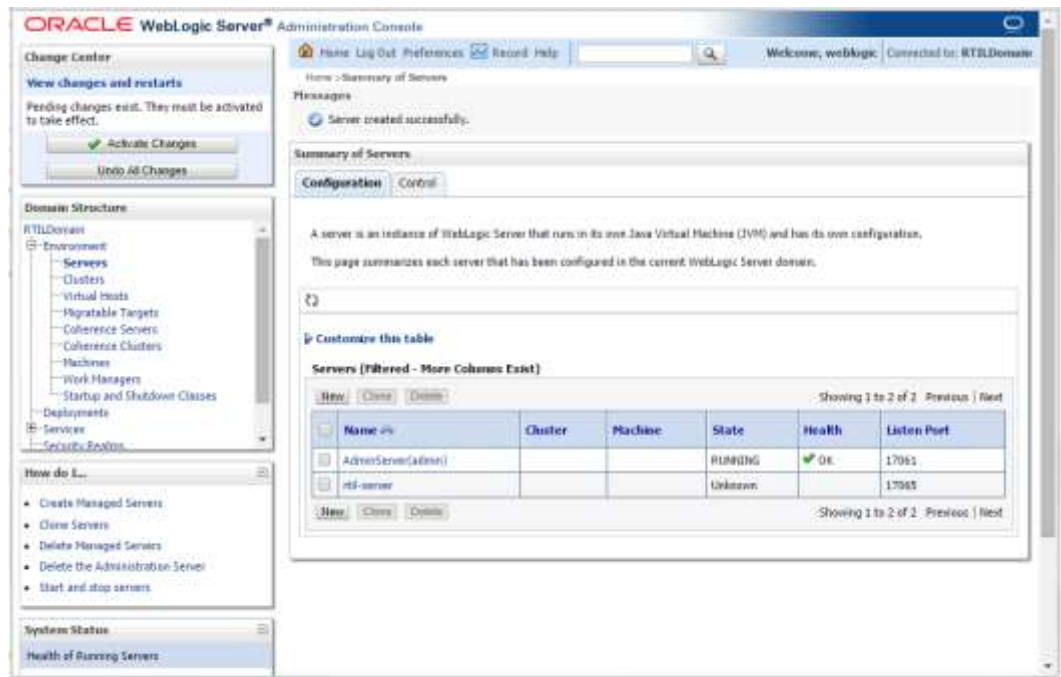 ORACLE WebLogic Server® Administration Console
Change Center
View changes and restarts
Pending changes exist. They must be activated
to take effect.
Activate Changes
Undo All Changes
Domain Structure
RTILDomain
Environment
Servers
Clusters
Virtual Hosts
Migratable Targets
Coherence Servers
Coherence Clusters
Machines
Work Managers
Startup and Shutdown Classes
Deployments
Services
Security Realms
How do I...
Create Managed Servers
Clone Servers
Delete Managed Servers
Delete the Administration Server
Start and stop servers
System Status
Health of Running Servers
Home Log Out Preferences Record Help
Welcome, weblogic Connected to: RTILDomain
Home >Summary of Servers
Messages
Server created successfully.
Summary of Servers
Configuration Control
A server is an instance of WebLogic Server that runs in its own Java Virtual Machine (JVM) and has its own configuration.
This page summarizes each server that has been configured in the current WebLogic Server domain.
Customize this table
Servers (Filtered - More Columns Exist)
New Clone Delete Showing 1 to 2 of 2 Previous | Next
Name Cluster Machine State Health Listen Port
AdminServer(admin) RUNNING OK 17061
rtil-server Unknown 17065
New Clone Delete Showing 1 to 2 of 2 Previous | Next